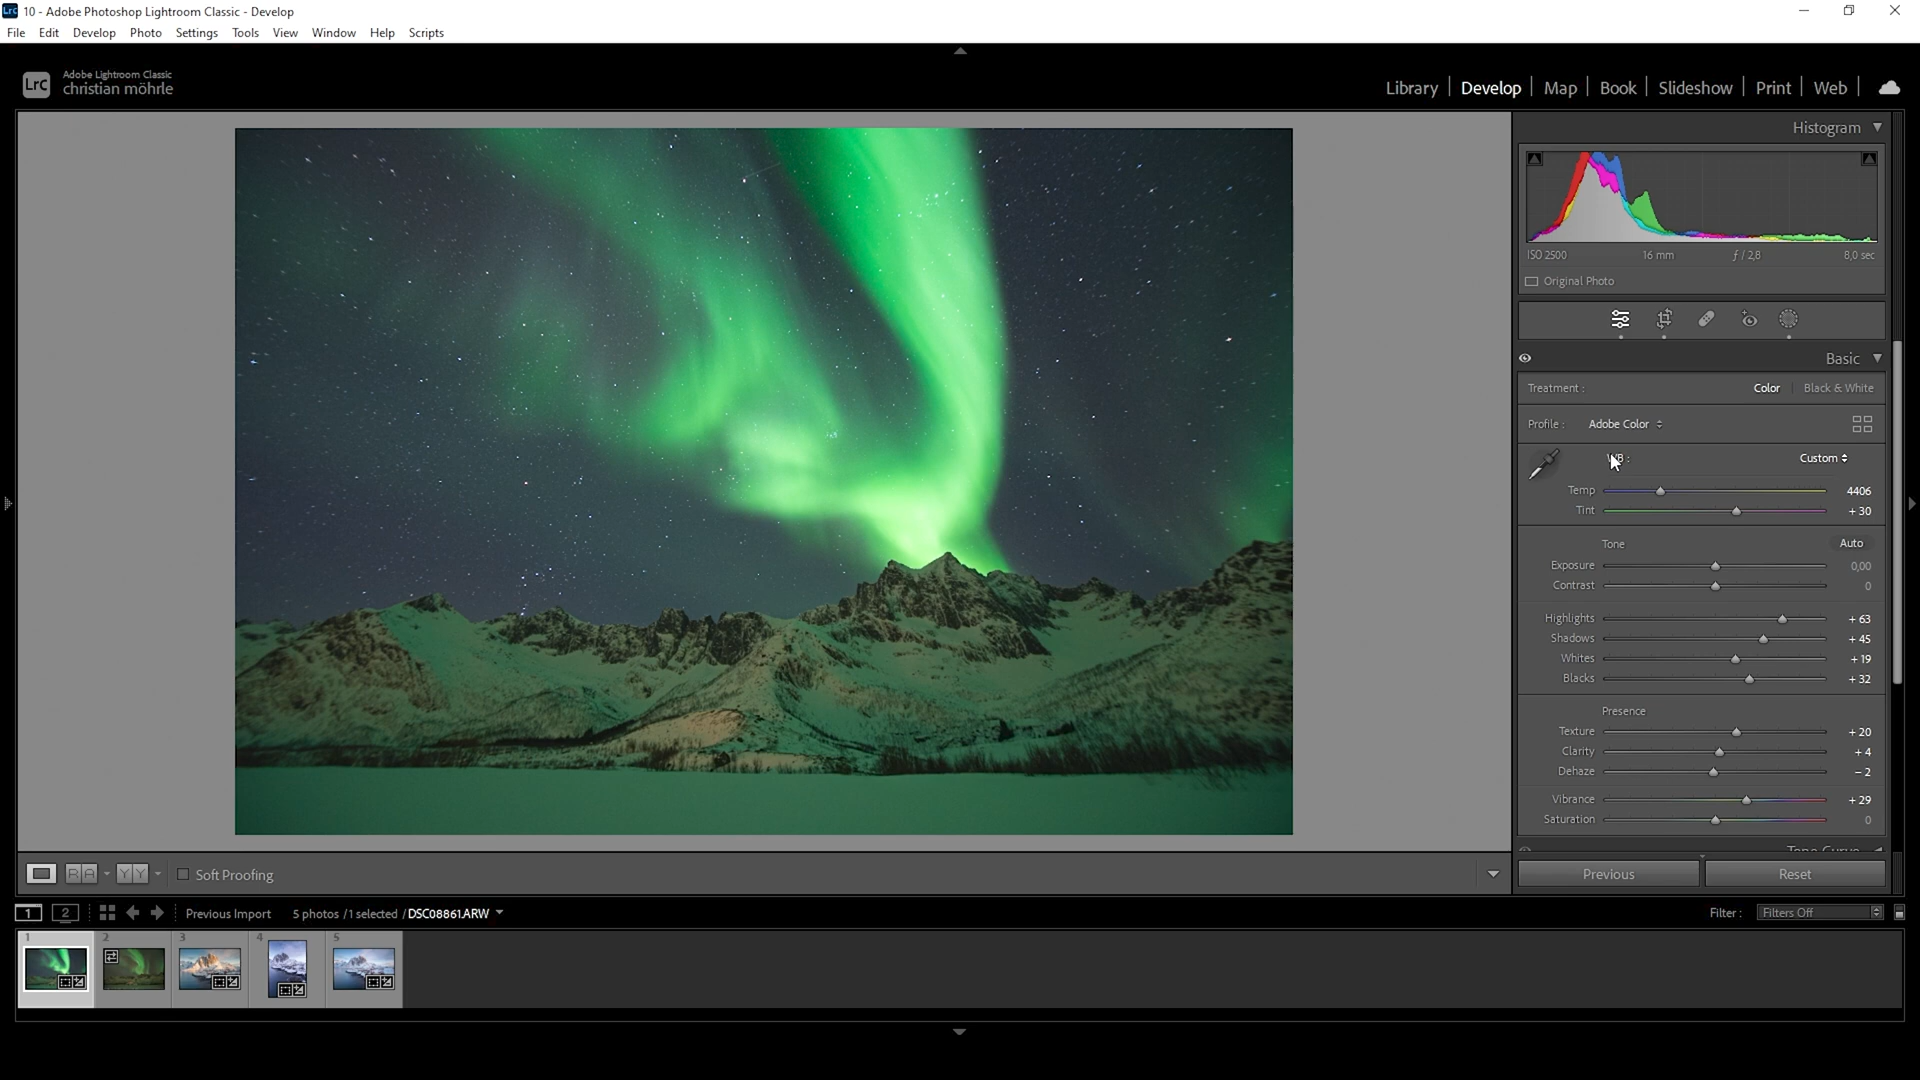 10 - Adobe Photoshop Lightroom Classic - Develop
File Edit Develop Photo Settings Tools View Window Help Scripts
LrC Adobe Lightroom Classic
christian möhrle
Library Develop Map Book Slideshow Print Web
Histogram
ISO 2500 16 mm ƒ / 2,8 8,0 sec
Original Photo
Basic
Treatment : Color Black & White
Profile : Adobe Color
WB : Custom
Temp 4406
Tint + 30
Tone Auto
Exposure 0,00
Contrast 0
Highlights + 63
Shadows + 45
Whites + 19
Blacks + 32
Presence
Texture + 20
Clarity + 4
Dehaze − 2
Vibrance + 29
Saturation 0
Tone Curve
R A Y Y Soft Proofing
Previous Reset
1 2 Previous Import 5 photos / 1 selected / DSC08861.ARW Filter : Filters Off
1 2 3 4 5